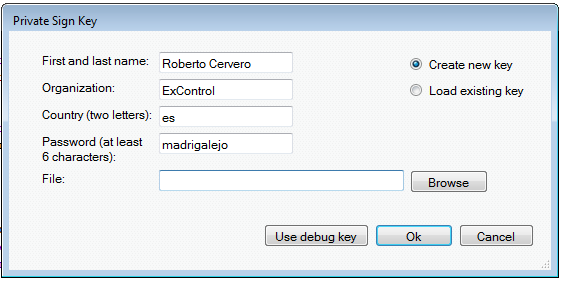 Private Sign Key
First and last name: Roberto Cervero
Create new key
Organization: ExControl
Load existing key
Country (two letters): es
Password (at least
6 characters): madrigalejo
File:
Browse
Use debug key Ok Cancel